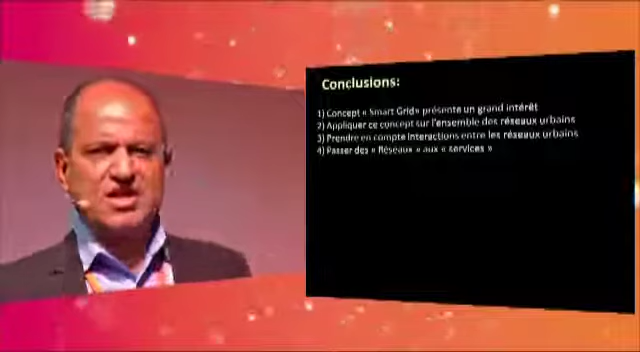 Conclusions:
1) Concept « Smart Grid» présente un grand intérêt
2) Appliquer ce concept sur l'ensemble des réseaux urbains
3) Prendre en compte interactions entre les réseaux urbains
4) Passer des « Réseaux » aux « services »